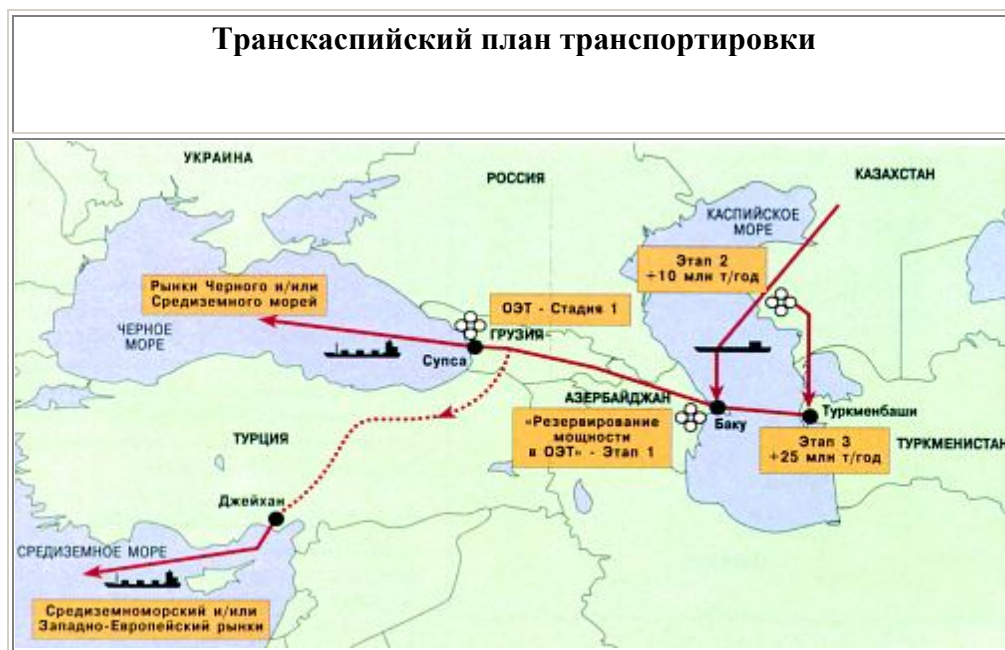 Транскаспийский план транспортировки
УКРАИНА
РОССИЯ
КАЗАХСТАН
КАСПИЙСКОЕ
МОРЕ
Этап 2
+10 млн т/год
Рынки Черного и/или
Средиземного морей
ОЭТ - Стадия 1
ГРУЗИЯ
ЧЕРНОЕ
МОРЕ
Супса
АЗЕРБАЙДЖАН
Баку
Туркменбаши
«Резервирование
мощности
в ОЭТ» - Этап 1
Этап 3
+25 млн т/год
ТУРКМЕНИСТАН
ТУРЦИЯ
Джейхан
СРЕДИЗЕМНОЕ МОРЕ
Средиземноморский и/или
Западно-Европейский рынки